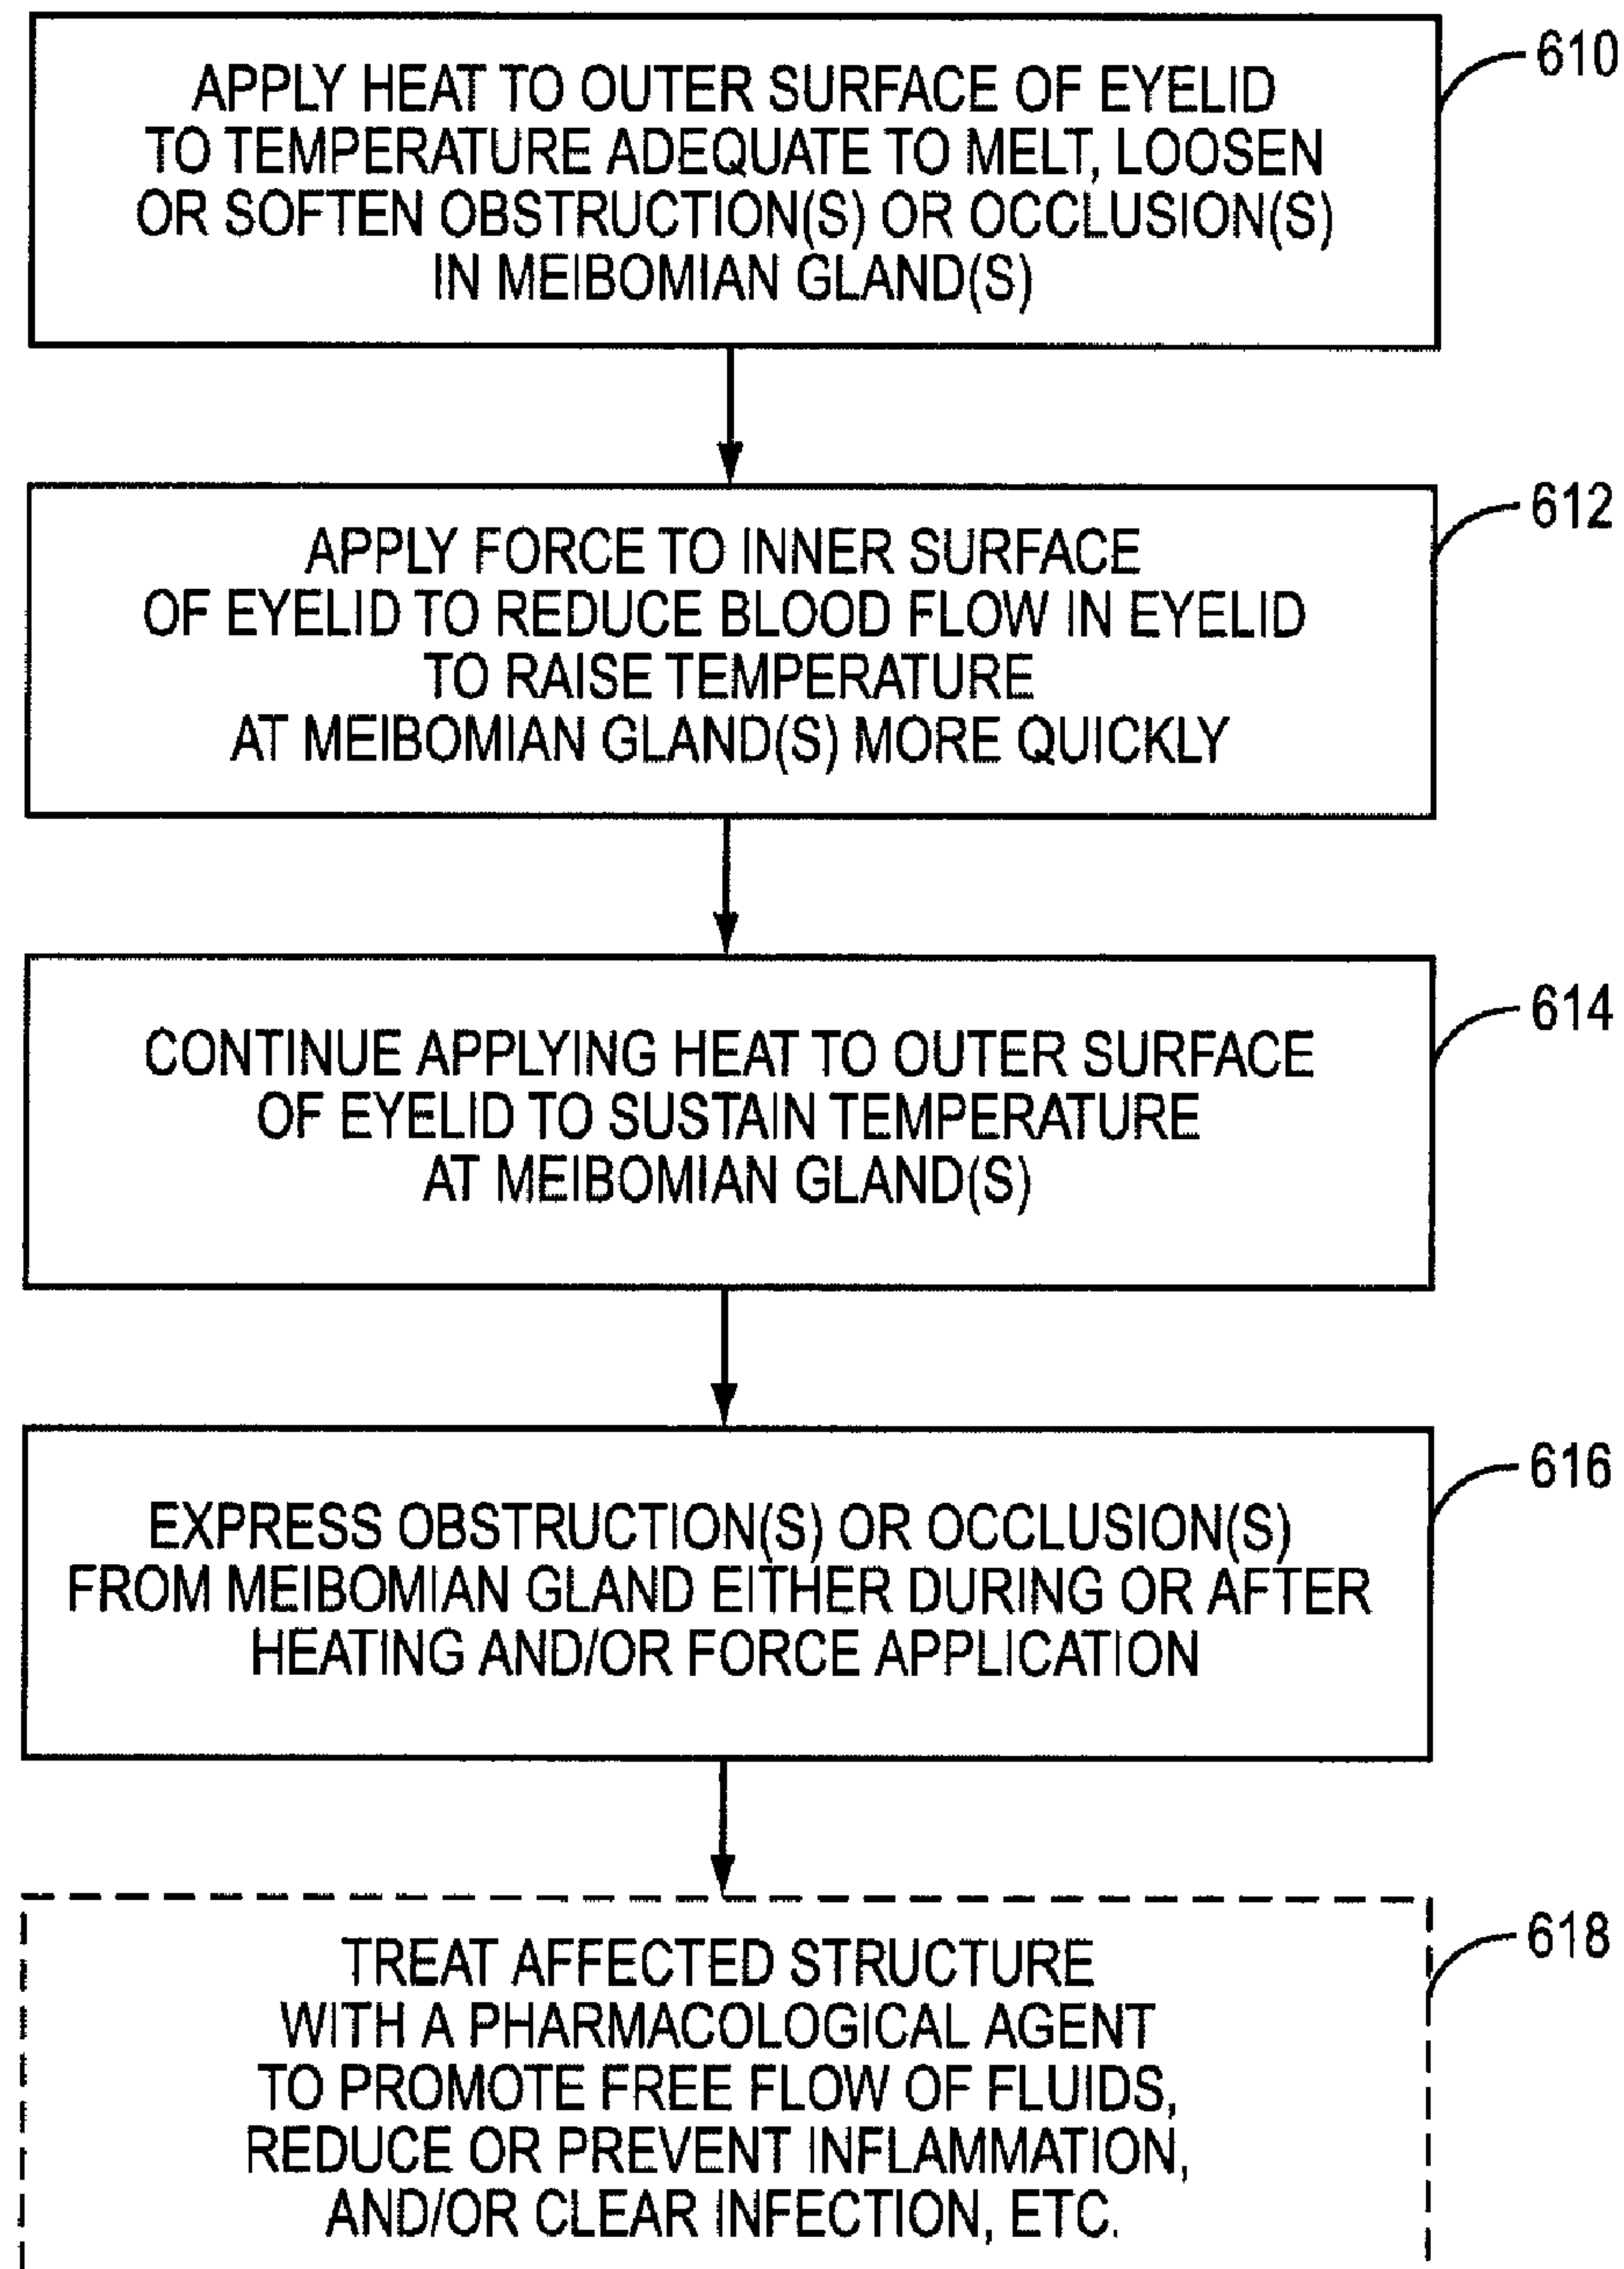 APPLY HEAT TO OUTER SURFACE OF EYELID
TO TEMPERATURE ADEQUATE TO MELT, LOOSEN
OR SOFTEN OBSTRUCTION(S) OR OCCLUSION(S)
IN MEIBOMIAN GLAND(S)
610
APPLY FORCE TO INNER SURFACE
OF EYELID TO REDUCE BLOOD FLOW IN EYELID
TO RAISE TEMPERATURE
AT MEIBOMIAN GLAND(S) MORE QUICKLY
612
CONTINUE APPLYING HEAT TO OUTER SURFACE
OF EYELID TO SUSTAIN TEMPERATURE
AT MEIBOMIAN GLAND(S)
614
EXPRESS OBSTRUCTION(S) OR OCCLUSION(S)
FROM MEIBOMIAN GLAND EITHER DURING OR AFTER
HEATING AND/OR FORCE APPLICATION
616
TREAT AFFECTED STRUCTURE
WITH A PHARMACOLOGICAL AGENT
TO PROMOTE FREE FLOW OF FLUIDS,
REDUCE OR PREVENT INFLAMMATION,
AND/OR CLEAR INFECTION, ETC.
618